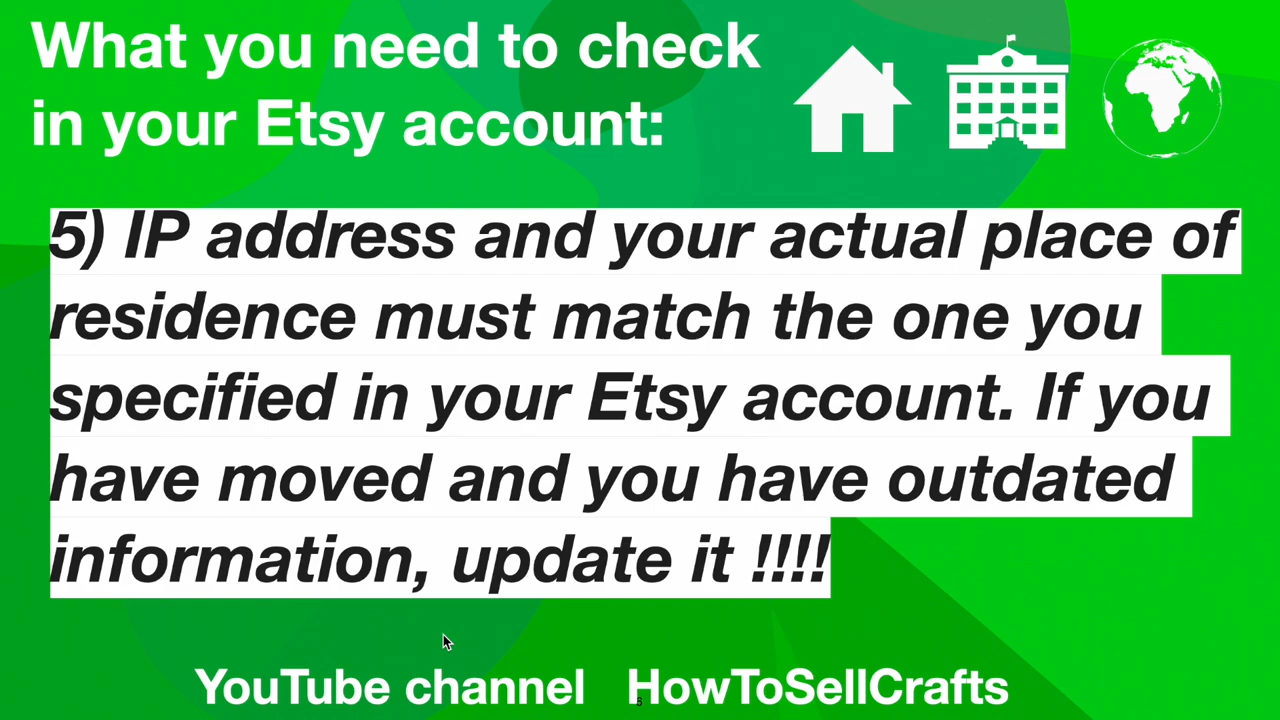 What you need to check
in your Etsy account:
5) IP address and your actual place of
residence must match the one you
specified in your Etsy account. If you
have moved and you have outdated
information, update it !!!!
YouTube channel HowToSellCrafts